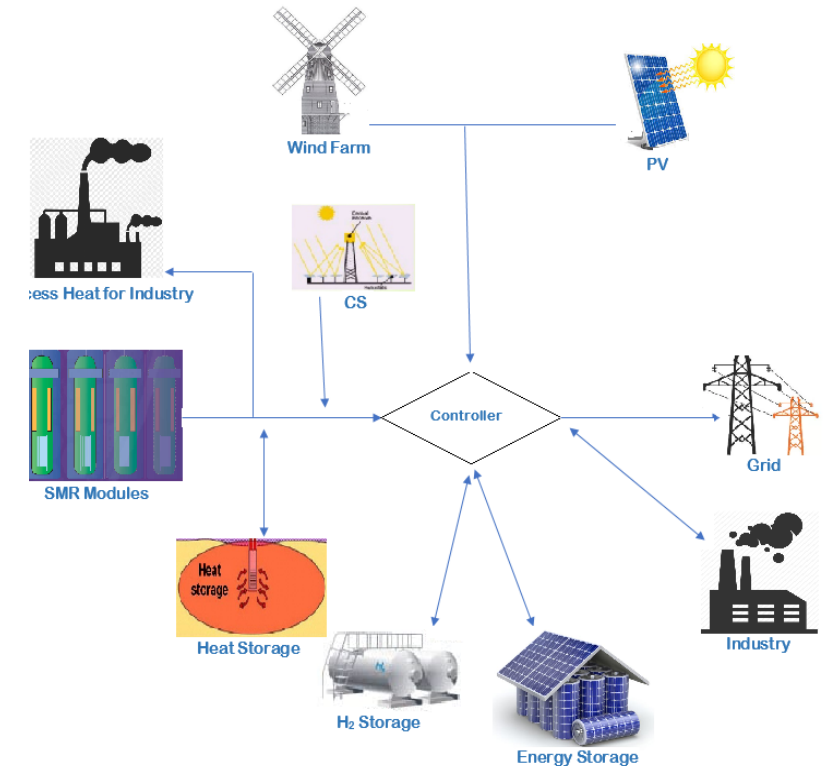 Wind Farm
PV
cess Heat for Industry
CS
Controller
Grid
SMR Modules
Heat
storage
Heat Storage
Industry
H₂
H₂ Storage
Energy Storage